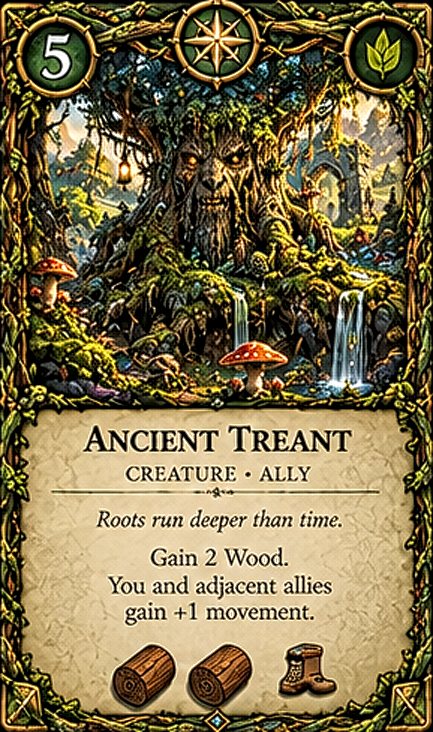 5
ANCIENT TREANT
CREATURE • ALLY
Roots run deeper than time.
Gain 2 Wood.
You and adjacent allies
gain +1 movement.